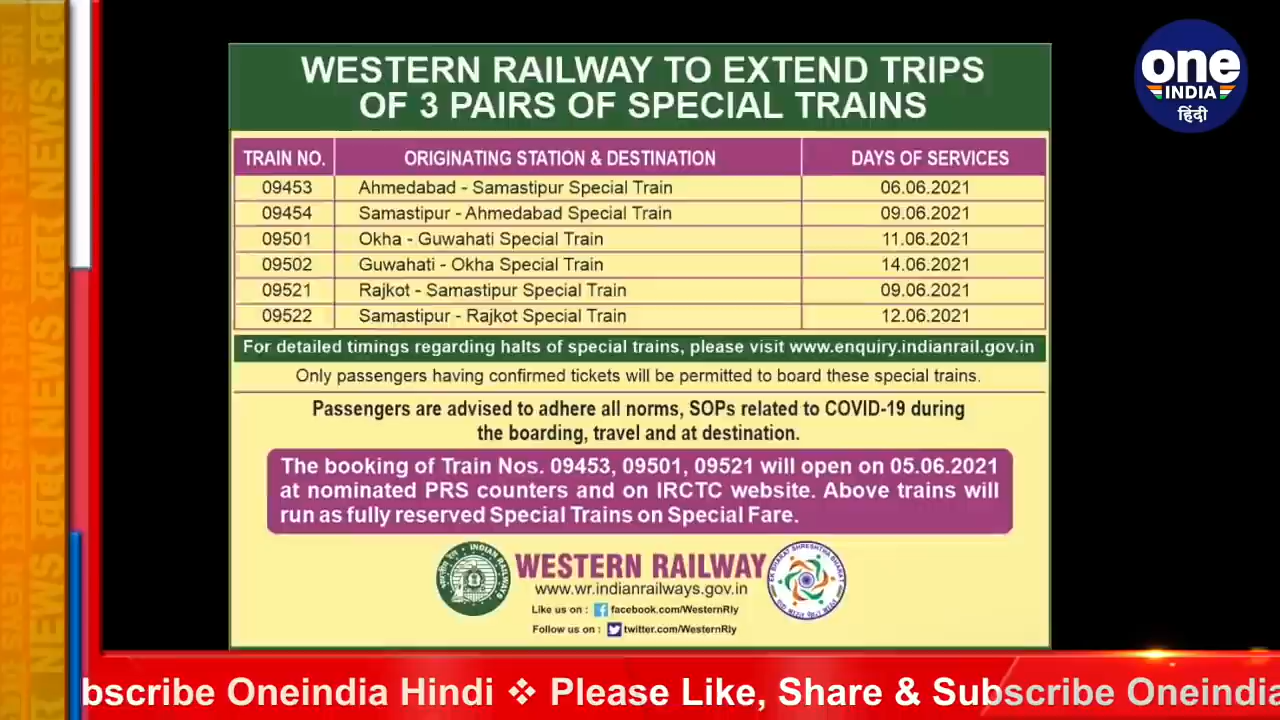 one
INDIA
हिंदी
WESTERN RAILWAY TO EXTEND TRIPS
OF 3 PAIRS OF SPECIAL TRAINS
TRAIN NO. ORIGINATING STATION & DESTINATION DAYS OF SERVICES
09453 Ahmedabad - Samastipur Special Train 06.06.2021
09454 Samastipur - Ahmedabad Special Train 09.06.2021
09501 Okha - Guwahati Special Train 11.06.2021
09502 Guwahati - Okha Special Train 14.06.2021
09521 Rajkot - Samastipur Special Train 09.06.2021
09522 Samastipur - Rajkot Special Train 12.06.2021
For detailed timings regarding halts of special trains, please visit www.enquiry.indianrail.gov.in
Only passengers having confirmed tickets will be permitted to board these special trains.
Passengers are advised to adhere all norms, SOPs related to COVID-19 during
the boarding, travel and at destination.
The booking of Train Nos. 09453, 09501, 09521 will open on 05.06.2021
at nominated PRS counters and on IRCTC website. Above trains will
run as fully reserved Special Trains on Special Fare.
INDIAN RAILWAYS
WESTERN RAILWAY
www.wr.indianrailways.gov.in
EK BHARAT SHRESHTHA BHARAT
Like us on : facebook.com/WesternRly
Follow us on : twitter.com/WesternRly
NEWS
NEWS
bscribe Oneindia Hindi ❖ Please Like, Share & Subscribe Oneindia